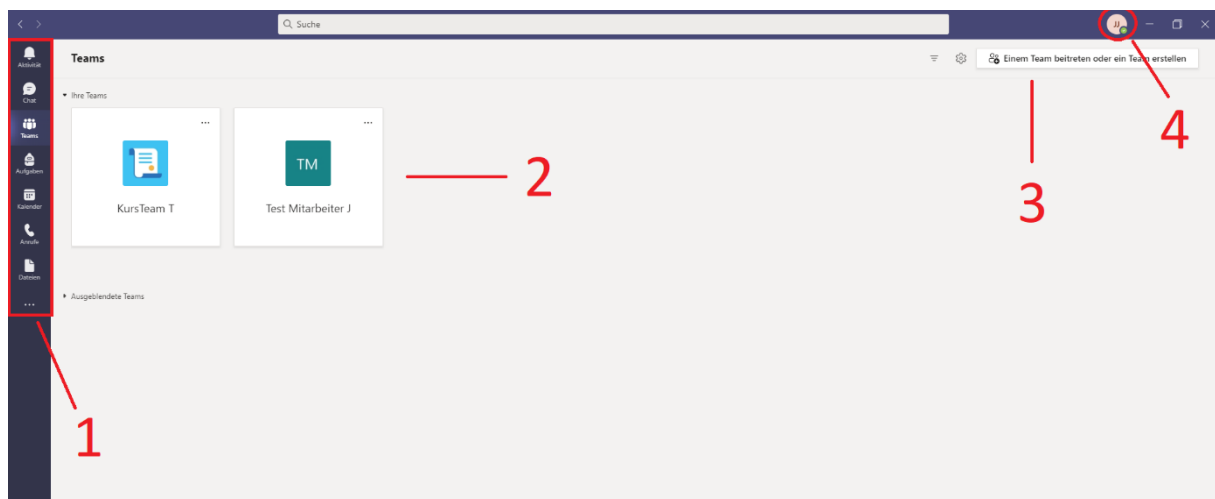 Suche
JJ
Aktivität
Chat
Teams
Aufgaben
Kalender
Anrufe
Dateien
...
Teams
Einem Team beitreten oder ein Team erstellen
Ihre Teams
... ...
TM
KursTeam T
Test Mitarbeiter J
Ausgeblendete Teams
1
2
3
4